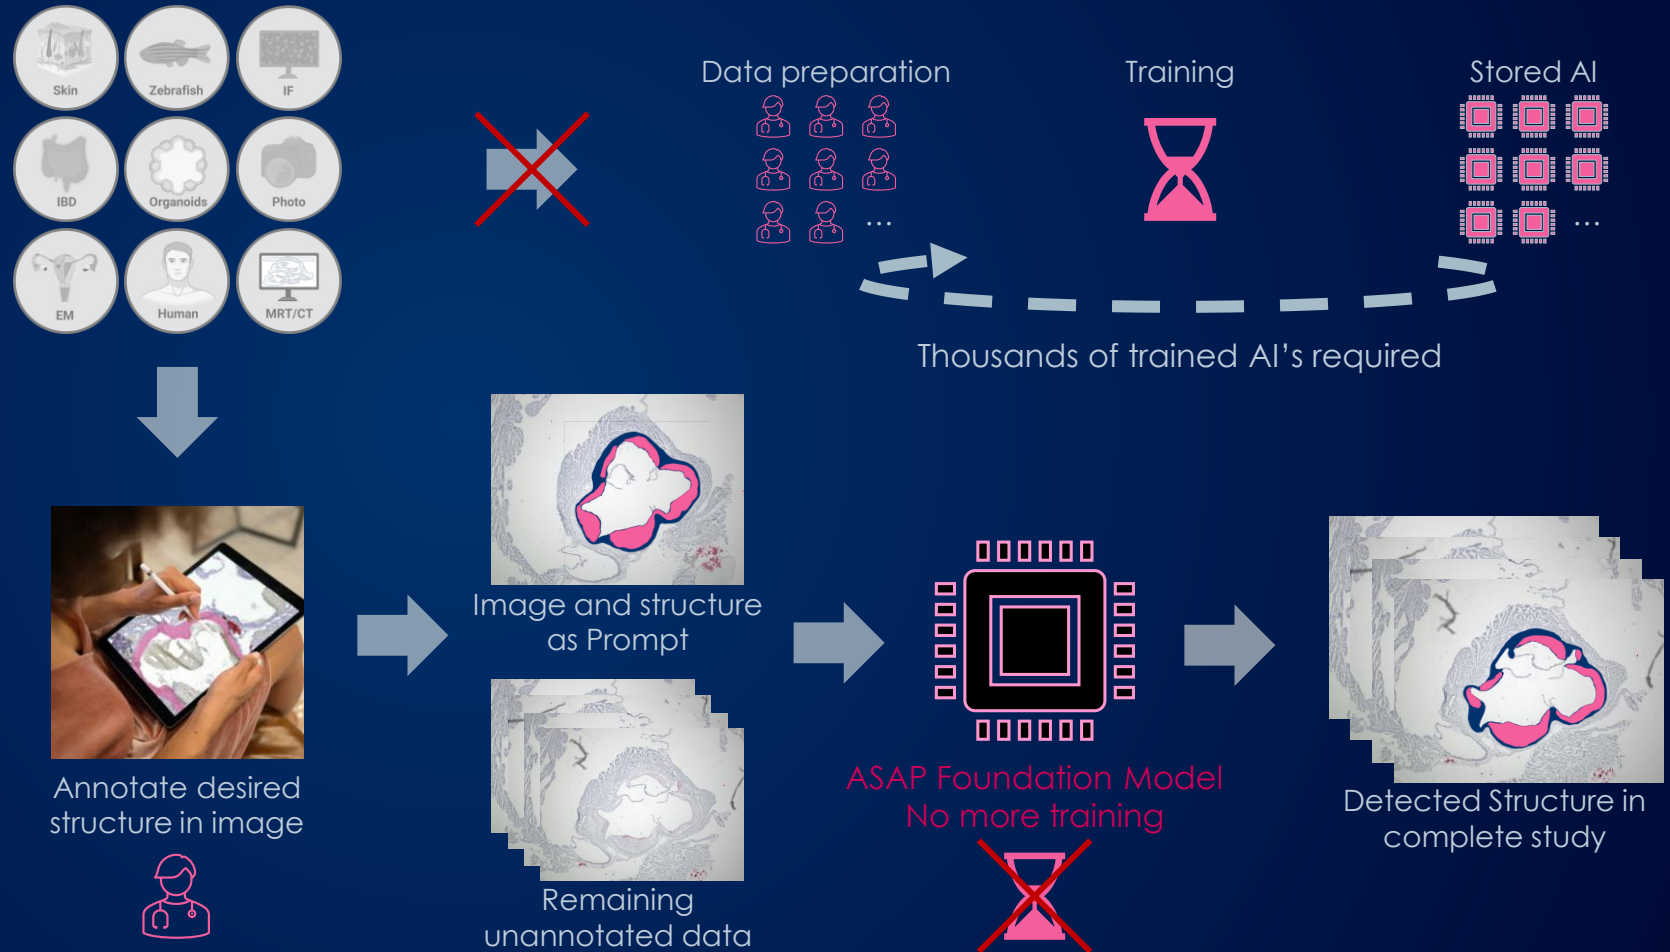 Skin
Zebrafish
IF
IBD
Organoids
Photo
EM
Human
MRT/CT
Data preparation
Training
Stored AI
...
...
Thousands of trained AI's required
Annotate desired
structure in image
Image and structure
as Prompt
Remaining
unannotated data
ASAP Foundation Model
No more training
Detected Structure in
complete study